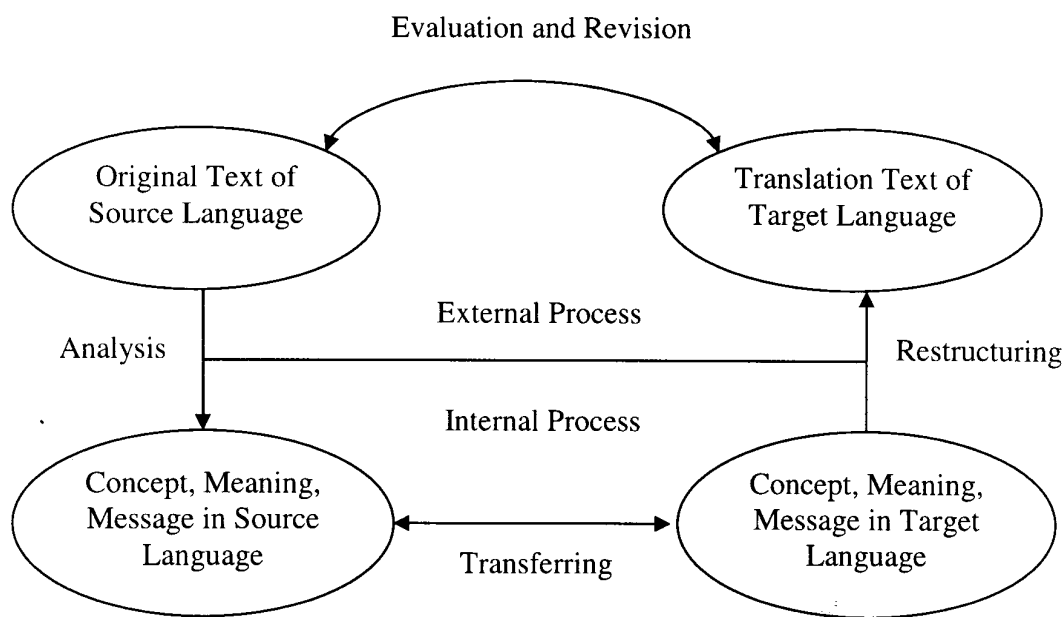 Evaluation and Revision
Original Text of
Source Language
Translation Text of
Target Language
External Process
Analysis
Restructuring
Internal Process
Concept, Meaning,
Message in Source
Language
Concept, Meaning,
Message in Target
Language
Transferring